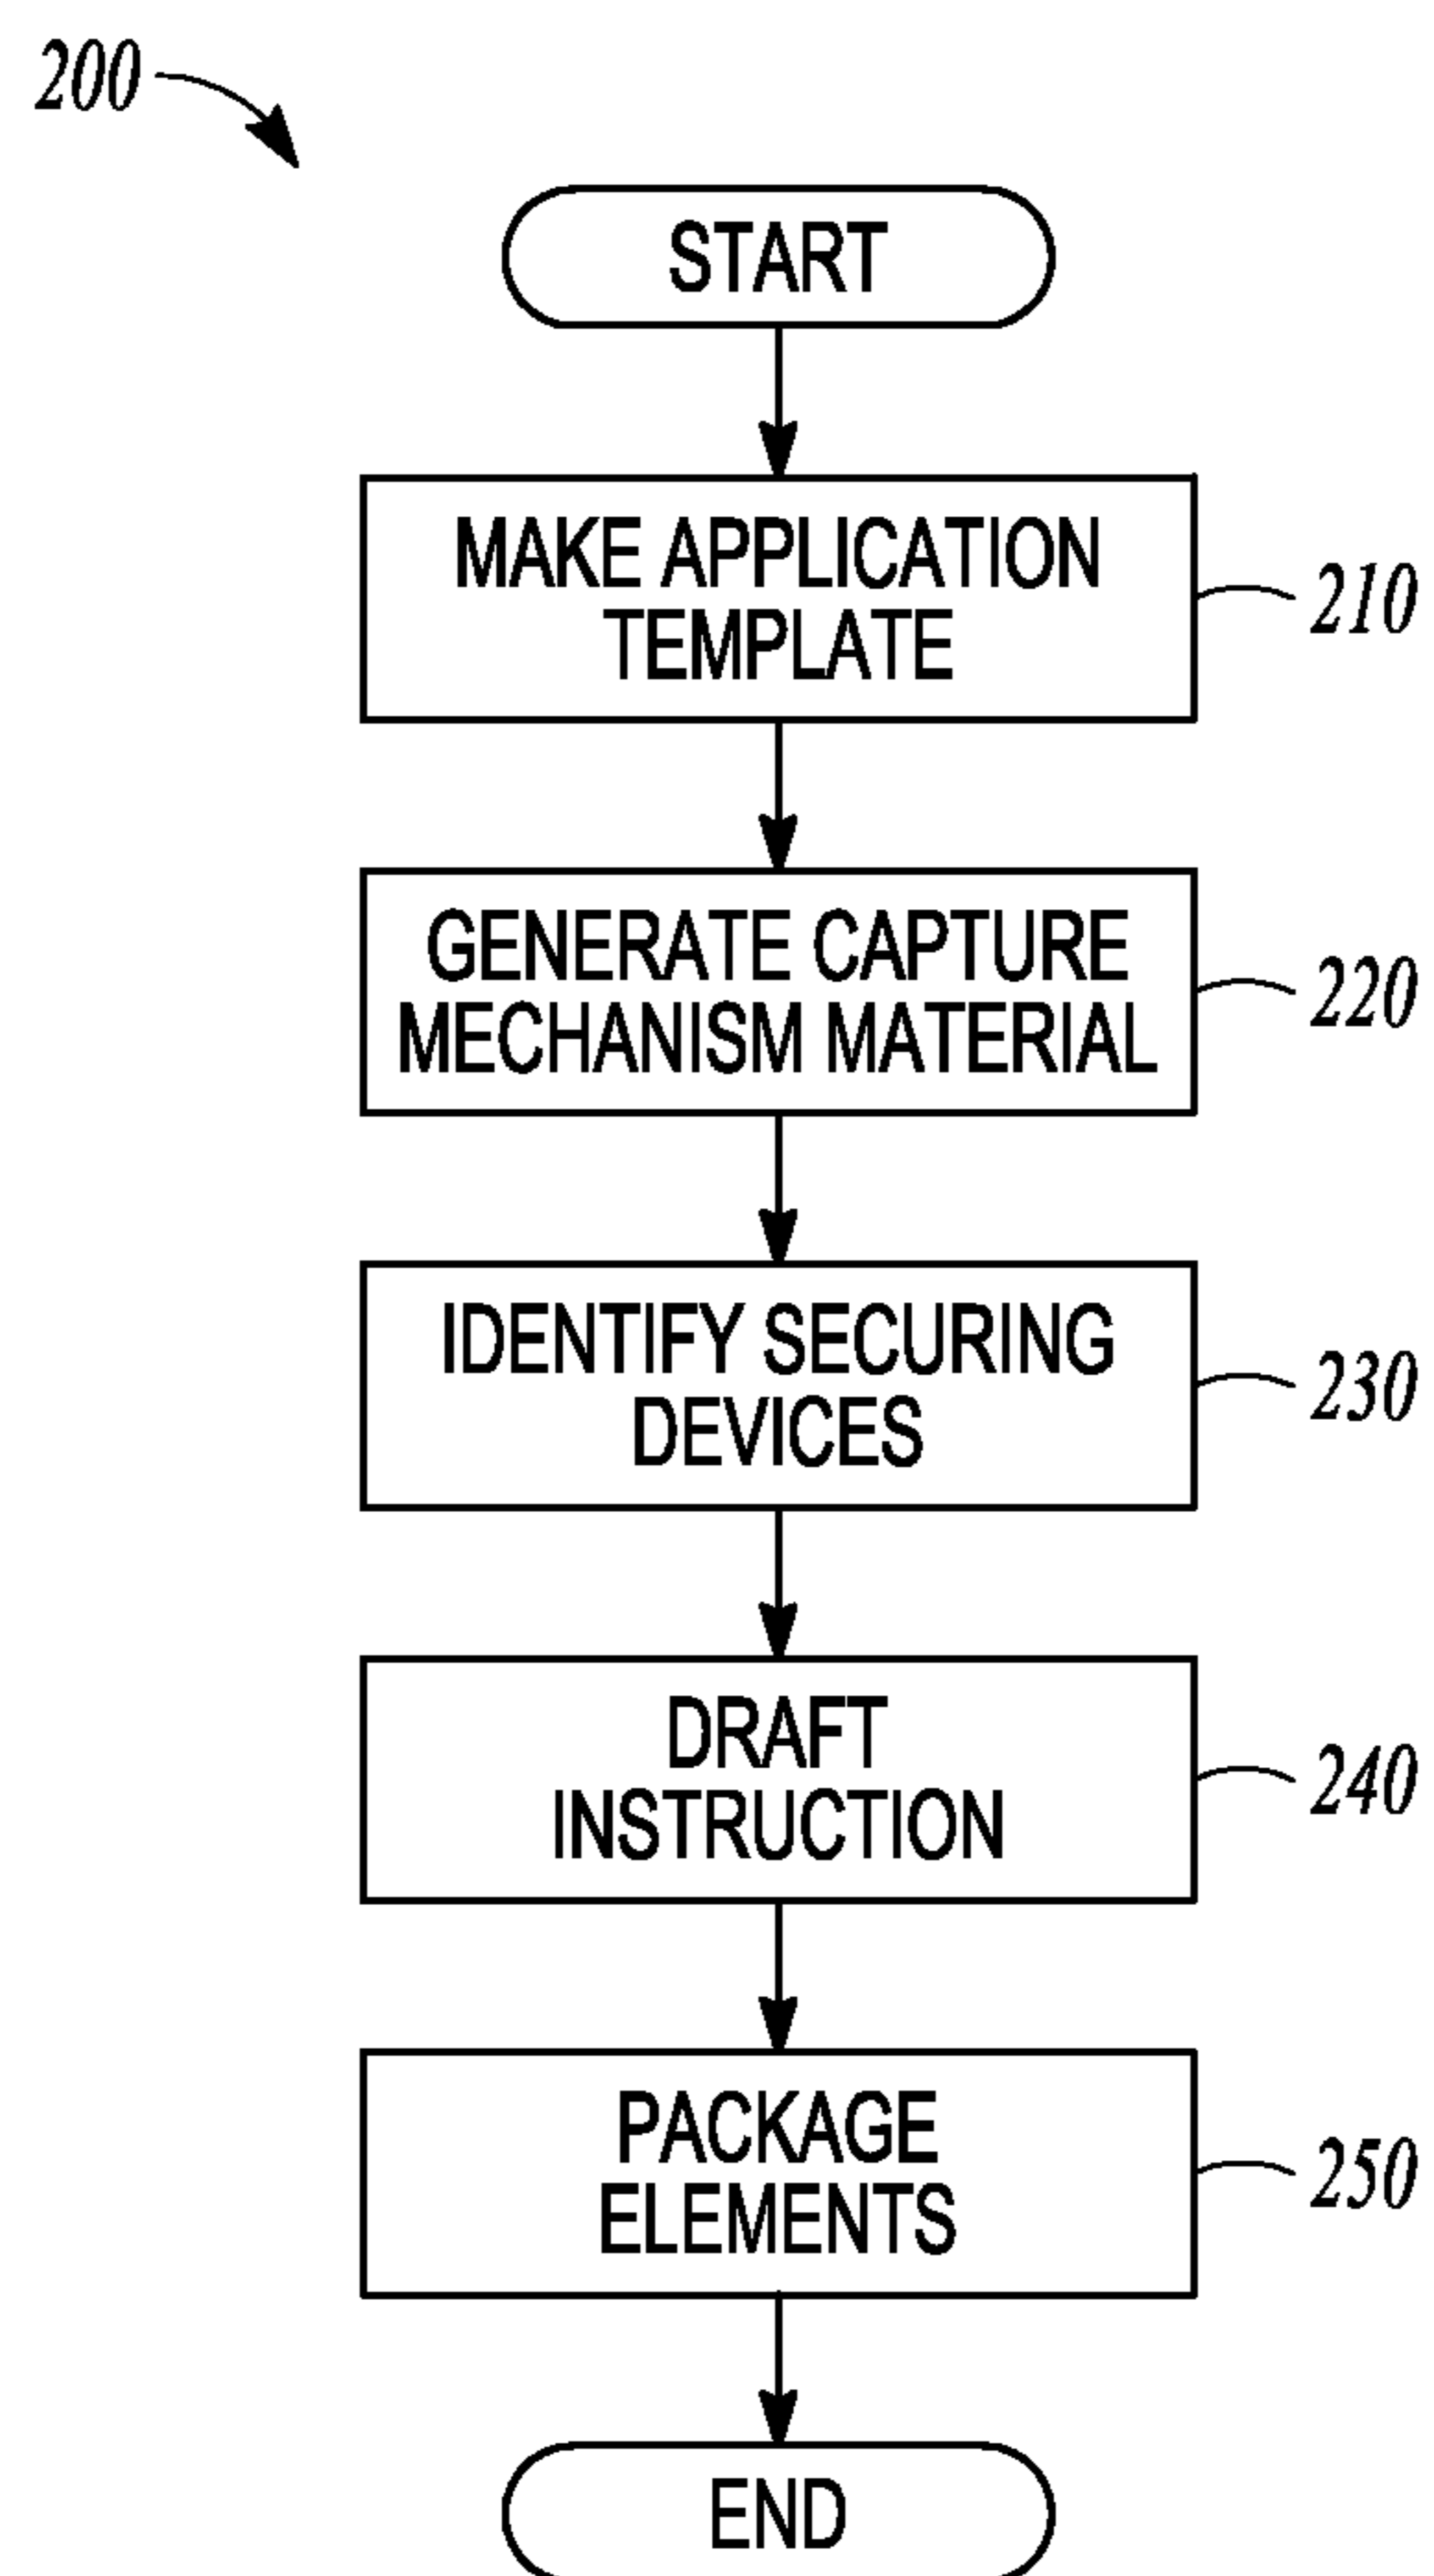 200
START
MAKE APPLICATION
TEMPLATE
210
GENERATE CAPTURE
MECHANISM MATERIAL
220
IDENTIFY SECURING
DEVICES
230
DRAFT
INSTRUCTION
240
PACKAGE
ELEMENTS
250
END